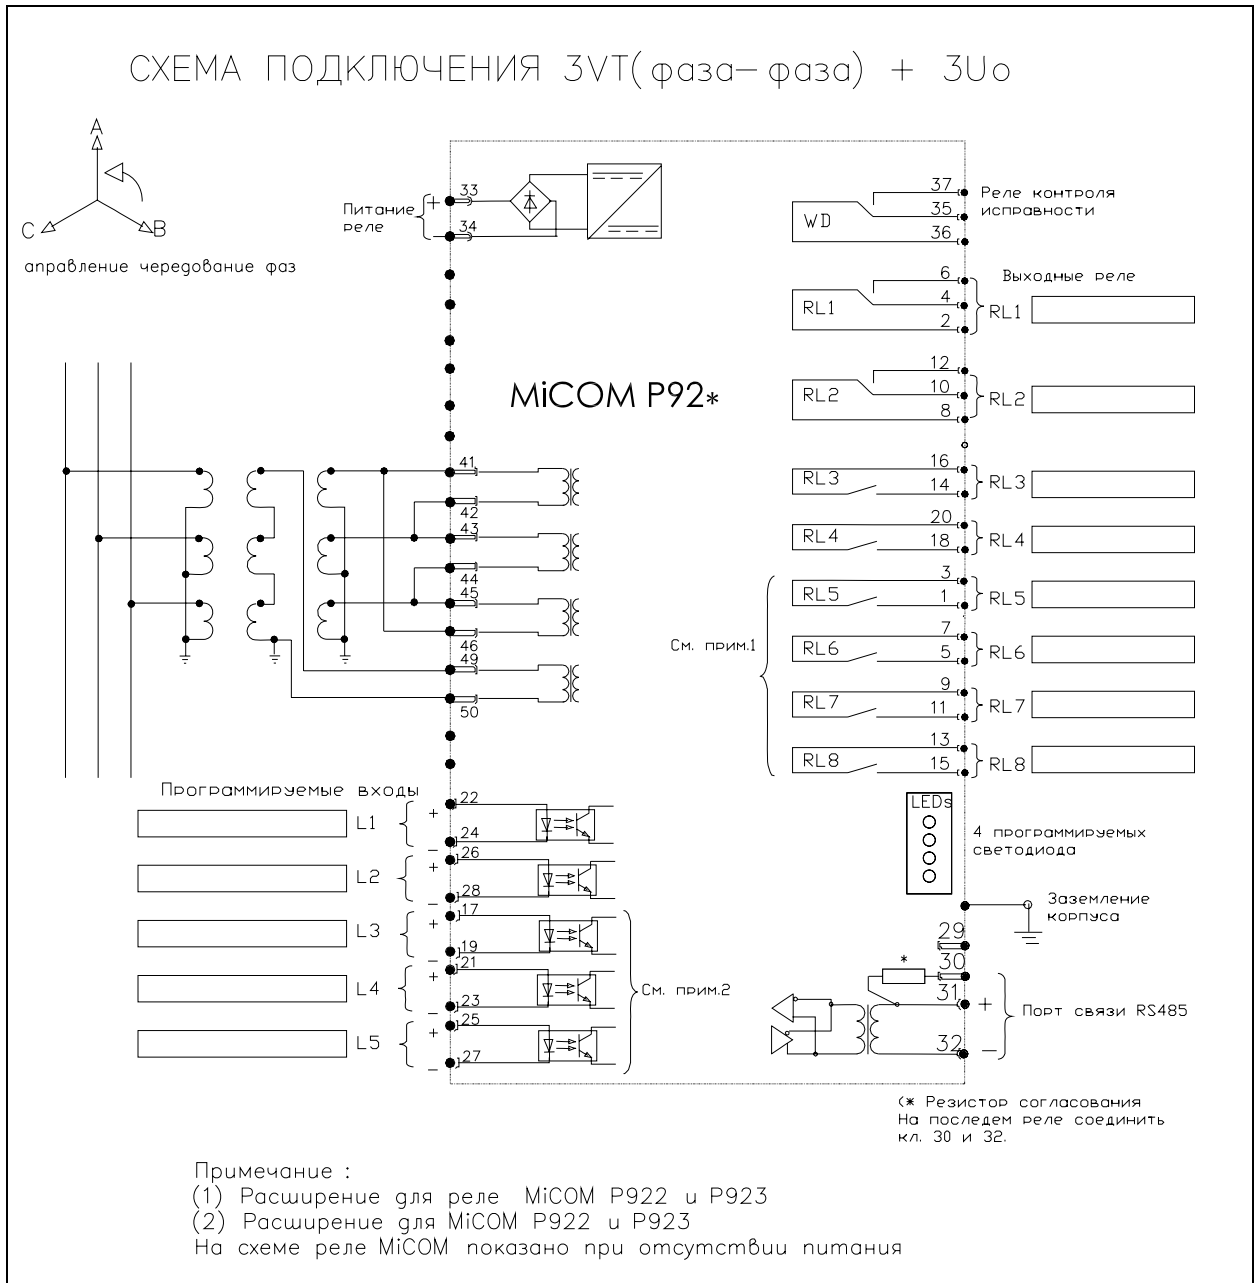 СХЕМА ПОДКЛЮЧЕНИЯ 3VT(фаза-фаза) + 3Uo
A
C
B
аправление чередование фаз
Питание
реле
+
33
−
34
WD
37
35
36
Реле контроля
исправности
Выходные реле
RL1
6
4
2
RL1
RL2
12
10
8
RL2
MiCOM P92*
RL3
16
14
RL3
RL4
20
18
RL4
RL5
3
1
RL5
RL6
7
5
RL6
RL7
9
11
RL7
RL8
13
15
RL8
См. прим.1
41
42
43
44
45
46
49
50
Программируемые входы
L1
+
−
22
24
L2
+
−
26
28
L3
+
−
17
19
L4
+
−
21
23
L5
+
−
25
27
См. прим.2
LEDs
4 программируемых
светодиода
Заземление
корпуса
29
30
*
31
+
32
−
Порт связи RS485
(* Резистор согласования
На последем реле соединить
кл. 30 и 32.
Примечание :
(1) Расширение для реле MiCOM P922 и P923
(2) Расширение для MiCOM P922 и P923
На схеме реле MiCOM показано при отсутствии питания